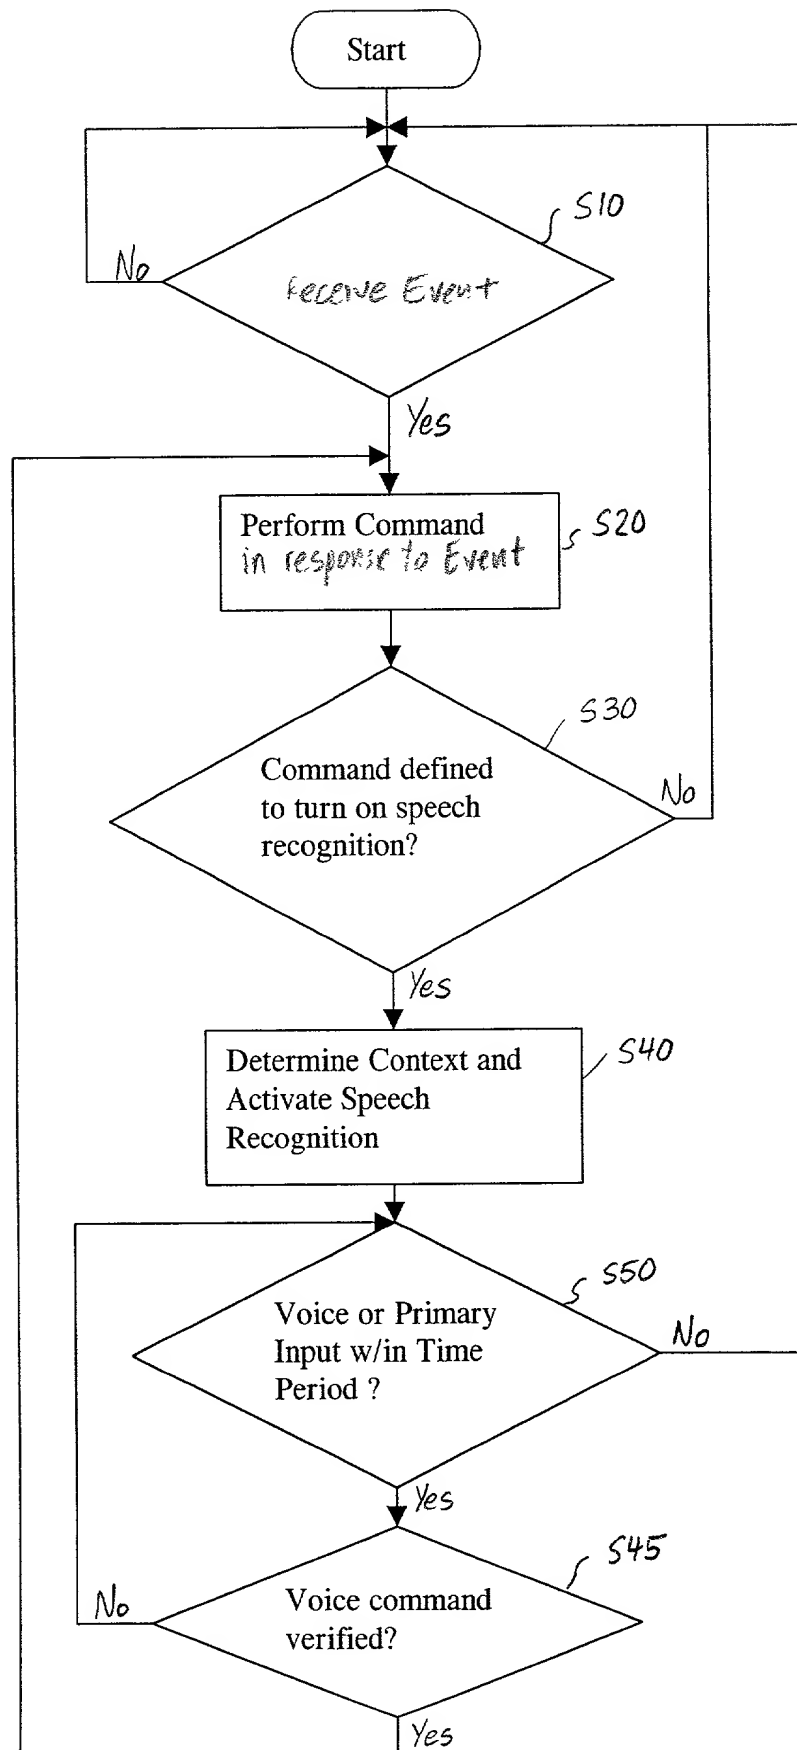 Start
S10
No
Receive Event
Yes
Perform Command
in response to Event
S20
S30
Command defined
to turn on speech
recognition?
No
Yes
Determine Context and
Activate Speech
Recognition
S40
S50
Voice or Primary
Input w/in Time
Period ?
No
Yes
S45
Voice command
verified?
No
Yes